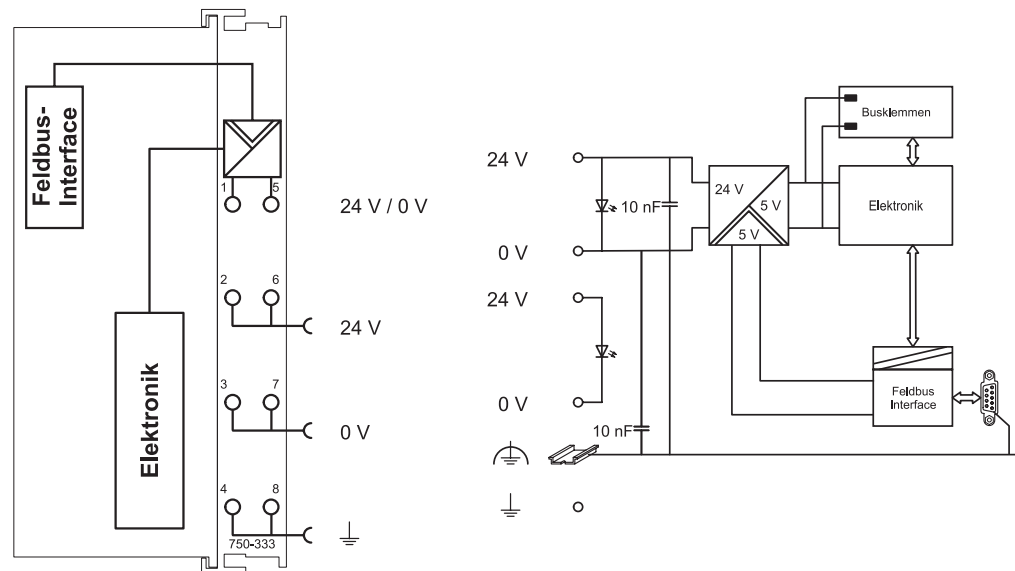 Feldbus-
Interface
Elektronik
1
5
24 V / 0 V
2
6
24 V
3
7
0 V
4
8
750-333
24 V
0 V
24 V
0 V
10 nF
10 nF
24 V
5 V
5 V
Busklemmen
Elektronik
Feldbus
Interface